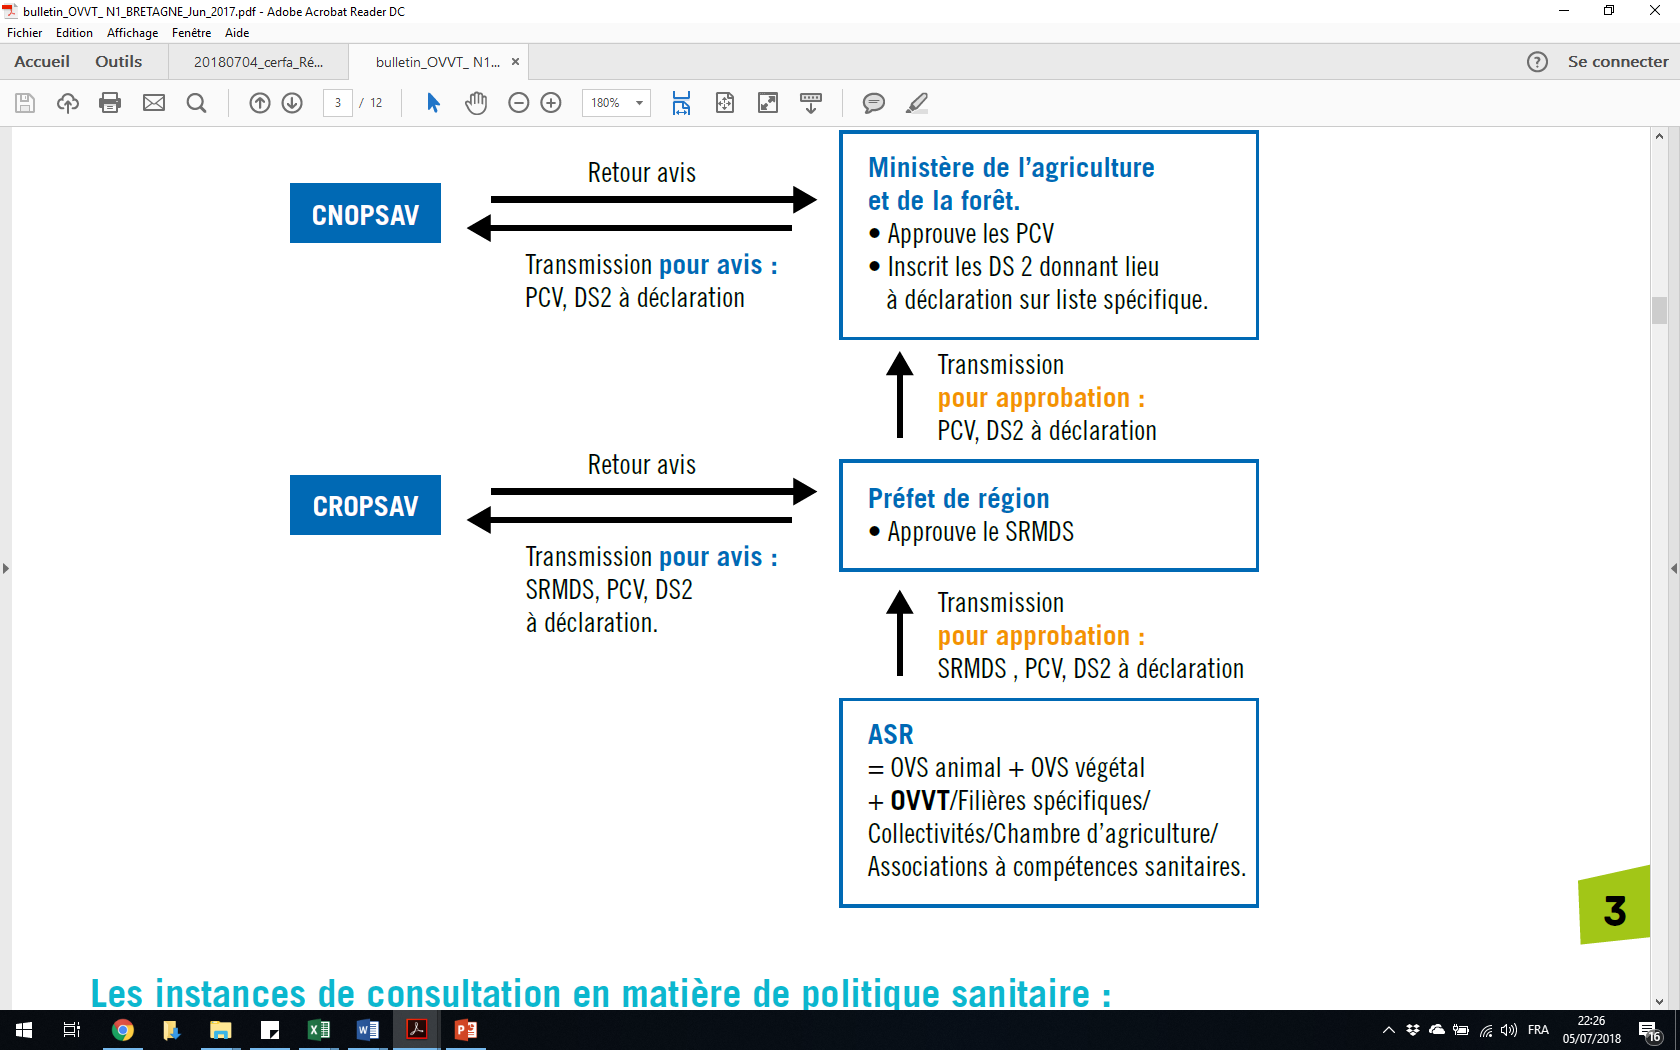 bulletin_OVVT_ N1_BRETAGNE_Jun_2017.pdf - Adobe Acrobat Reader DC
Fichier Edition Affichage Fenêtre Aide
Accueil Outils 20180704_cerfa_Ré... bulletin_OVVT_ N1... × ? Se connecter
3 / 12 180%
Retour avis
CNOPSAV
Transmission pour avis :
PCV, DS2 à déclaration
Ministère de l’agriculture
et de la forêt.
• Approuve les PCV
• Inscrit les DS 2 donnant lieu
à déclaration sur liste spécifique.
Transmission
pour approbation :
PCV, DS2 à déclaration
Retour avis
CROPSAV
Transmission pour avis :
SRMDS, PCV, DS2
à déclaration.
Préfet de région
• Approuve le SRMDS
Transmission
pour approbation :
SRMDS , PCV, DS2 à déclaration
ASR
= OVS animal + OVS végétal
+ OVVT/Filières spécifiques/
Collectivités/Chambre d’agriculture/
Associations à compétences sanitaires.
3
Les instances de consultation en matière de politique sanitaire :
FRA
22:26
05/07/2018
16